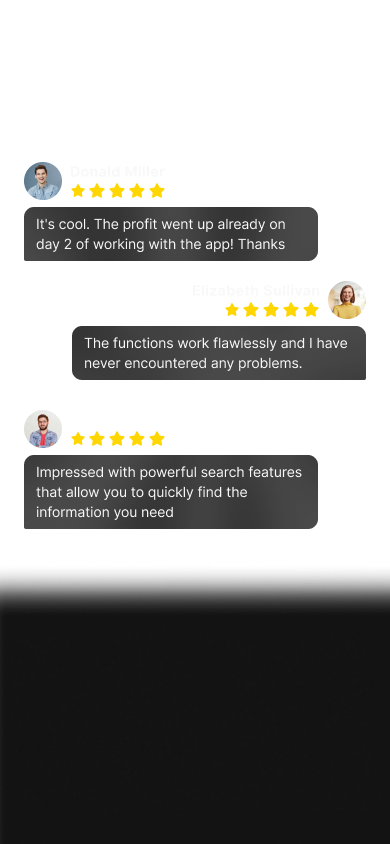 Donald Miller
It's cool. The profit went up already on
day 2 of working with the app! Thanks
Elizabeth Sullivan
The functions work flawlessly and I have
never encountered any problems.
Impressed with powerful search features
that allow you to quickly find the
information you need